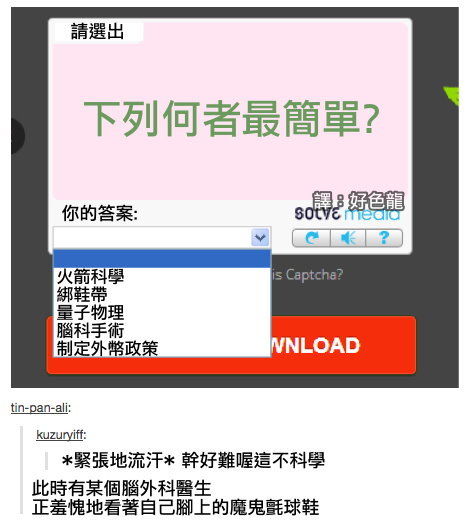 請選出
下列何者最簡單?
譯：好色龍
你的答案:
solve media
火箭科學
is Captcha?
綁鞋帶
量子物理
腦科手術
制定外幣政策
WNLOAD
tin-pan-ali:
kuzuryiff:
*緊張地流汗* 幹好難喔這不科學
此時有某個腦外科醫生
正羞愧地看著自己腳上的魔鬼氈球鞋